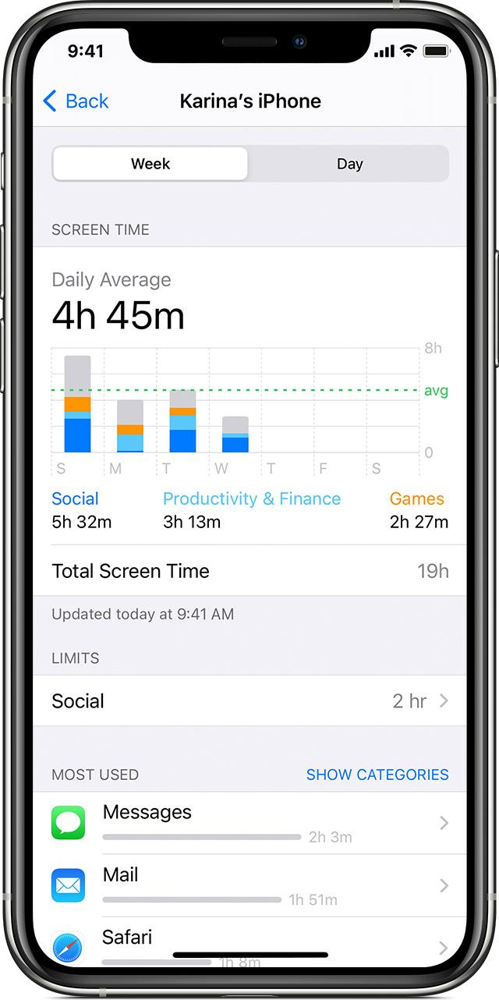 9:41
Back
Karina’s iPhone
Week Day
SCREEN TIME
Daily Average
4h 45m
8h
avg
0
S M T W T F S
Social Productivity & Finance Games
5h 32m 3h 13m 2h 27m
Total Screen Time 19h
Updated today at 9:41 AM
LIMITS
Social 2 hr
MOST USED SHOW CATEGORIES
Messages
2h 3m
Mail
1h 51m
Safari
1h 8m